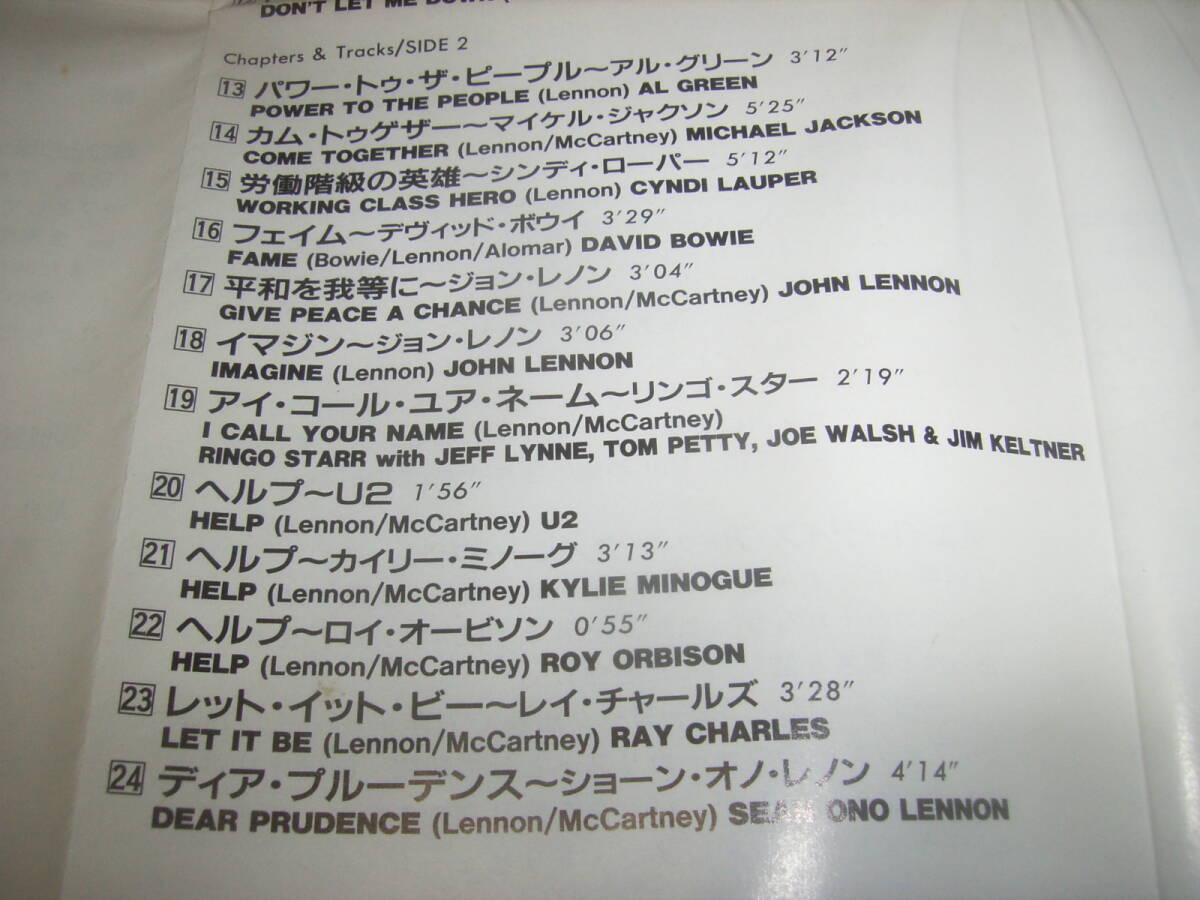 DON'T LET ME DOWN (
Chapters & Tracks/SIDE 2
13 パワー・トゥ・ザ・ピープル〜アル・グリーン 3'12"
POWER TO THE PEOPLE (Lennon) AL GREEN
14 カム・トゥゲザー〜マイケル・ジャクソン 5'25"
COME TOGETHER (Lennon/McCartney) MICHAEL JACKSON
15 労働階級の英雄〜シンディ・ローパー 5'12"
WORKING CLASS HERO (Lennon) CYNDI LAUPER
16 フェイム〜デヴィッド・ボウイ 3'29"
FAME (Bowie/Lennon/Alomar) DAVID BOWIE
17 平和を我等に〜ジョン・レノン 3'04"
GIVE PEACE A CHANCE (Lennon/McCartney) JOHN LENNON
18 イマジン〜ジョン・レノン 3'06"
IMAGINE (Lennon) JOHN LENNON
19 アイ・コール・ユア・ネーム〜リンゴ・スター 2'19"
I CALL YOUR NAME (Lennon/McCartney)
RINGO STARR with JEFF LYNNE, TOM PETTY, JOE WALSH & JIM KELTNER
20 ヘルプ〜U2 1'56"
HELP (Lennon/McCartney) U2
21 ヘルプ〜カイリー・ミノーグ 3'13"
HELP (Lennon/McCartney) KYLIE MINOGUE
22 ヘルプ〜ロイ・オービソン 0'55"
HELP (Lennon/McCartney) ROY ORBISON
23 レット・イット・ビー〜レイ・チャールズ 3'28"
LET IT BE (Lennon/McCartney) RAY CHARLES
24 ディア・プルーデンス〜ショーン・オノ・レノン 4'14"
DEAR PRUDENCE (Lennon/McCartney) SEAN ONO LENNON